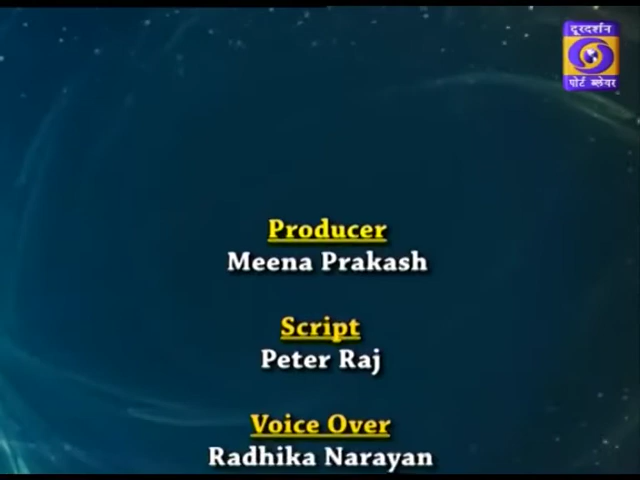 दूरदर्शन
पोर्ट ब्लेयर
Producer
Meena Prakash
Script
Peter Raj
Voice Over
Radhika Narayan